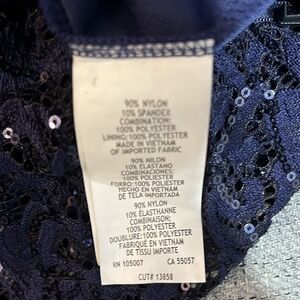 90% NYLON
10% SPANDEX
COMBINATION:
100% POLYESTER
LINING:100% POLYESTER
MADE IN VIETNAM
OF IMPORTED FABRIC
90% NILON
10% ELASTANO
COMBINACIONES:
100% POLIESTER
FORRO:100% POLIESTER
HECHO EN VIETNAM
DE TELA IMPORTADA
90% NYLON
10% ÉLASTHANNE
COMBINAISON:
100% POLYESTER
DOUBLURE:100% POLYESTER
FABRIQUÉ EN VIETNAM
DE TISSU IMPORTE
RN 105007 CA 55057
CUT# 13858